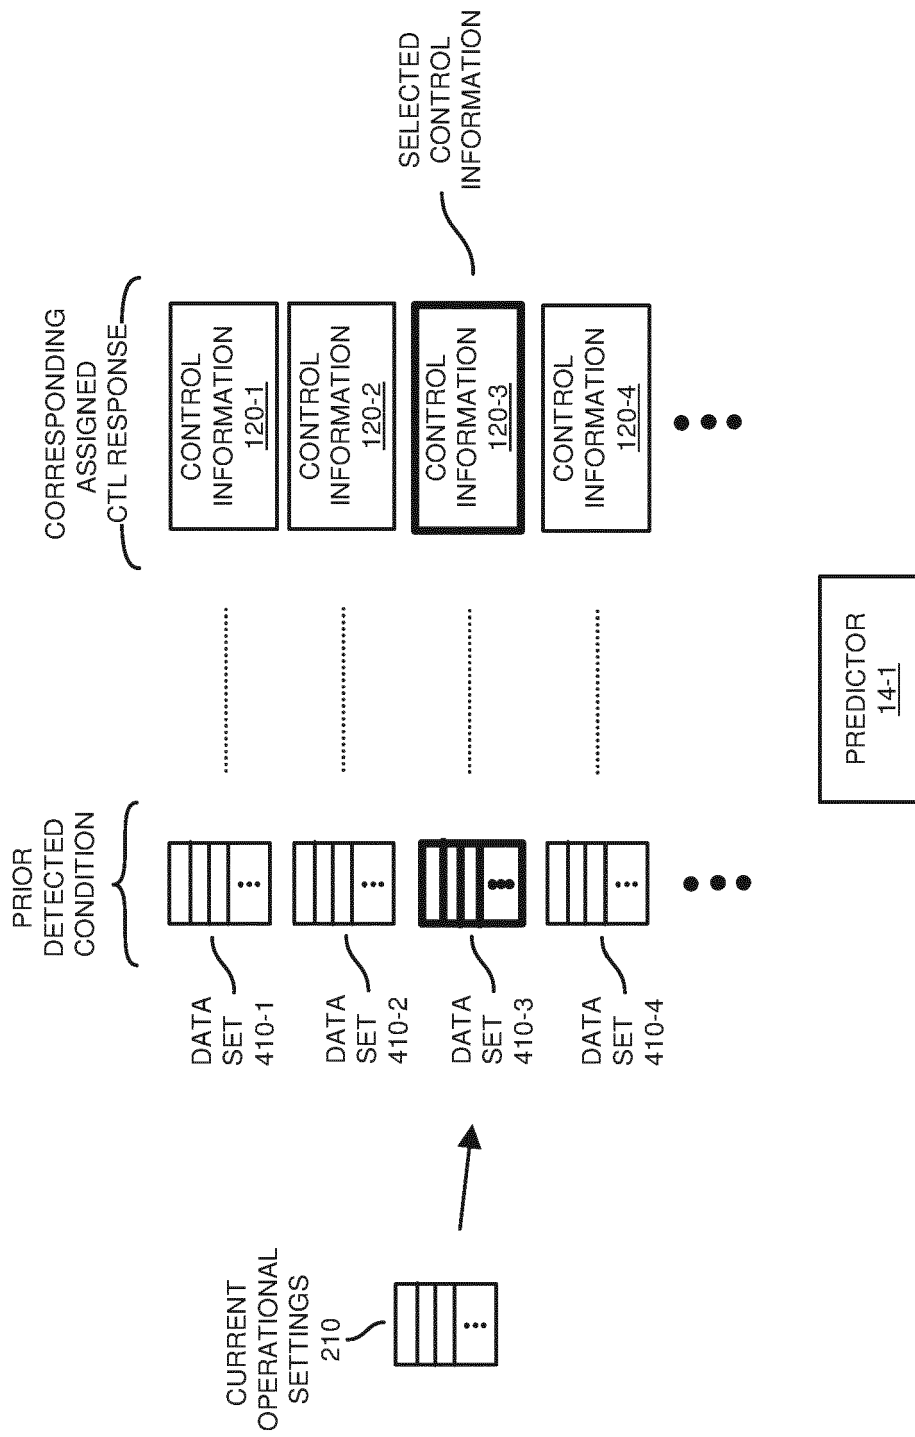 PRIOR
DETECTED
CONDITION
CORRESPONDING
ASSIGNED
CTL RESPONSE
DATA
SET
410-1
CONTROL
INFORMATION
120-1
DATA
SET
410-2
CONTROL
INFORMATION
120-2
CURRENT
OPERATIONAL
SETTINGS
210
DATA
SET
410-3
CONTROL
INFORMATION
120-3
SELECTED
CONTROL
INFORMATION
DATA
SET
410-4
CONTROL
INFORMATION
120-4
PREDICTOR
14-1